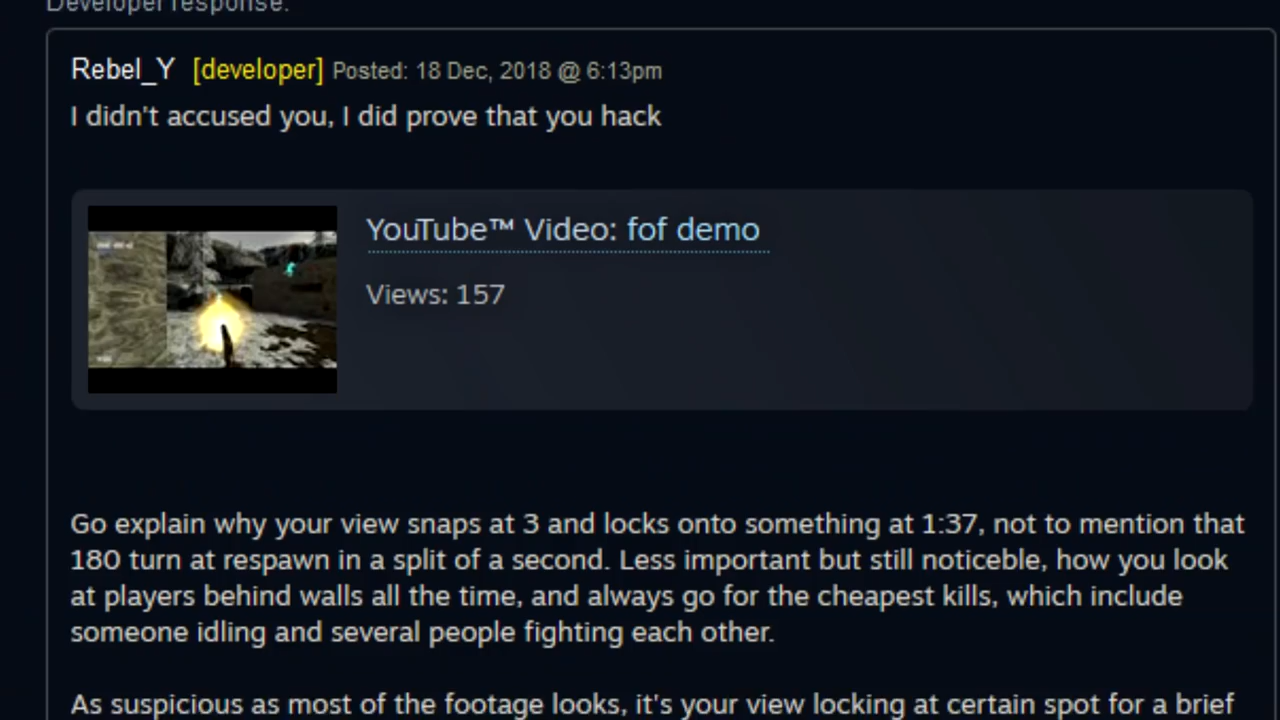 Developer response:
Rebel_Y [developer] Posted: 18 Dec, 2018 @ 6:13pm
I didn't accused you, I did prove that you hack
YouTube™ Video: fof demo
Views: 157
Go explain why your view snaps at 3 and locks onto something at 1:37, not to mention that
180 turn at respawn in a split of a second. Less important but still noticeble, how you look
at players behind walls all the time, and always go for the cheapest kills, which include
someone idling and several people fighting each other.
As suspicious as most of the footage looks, it's your view locking at certain spot for a brief